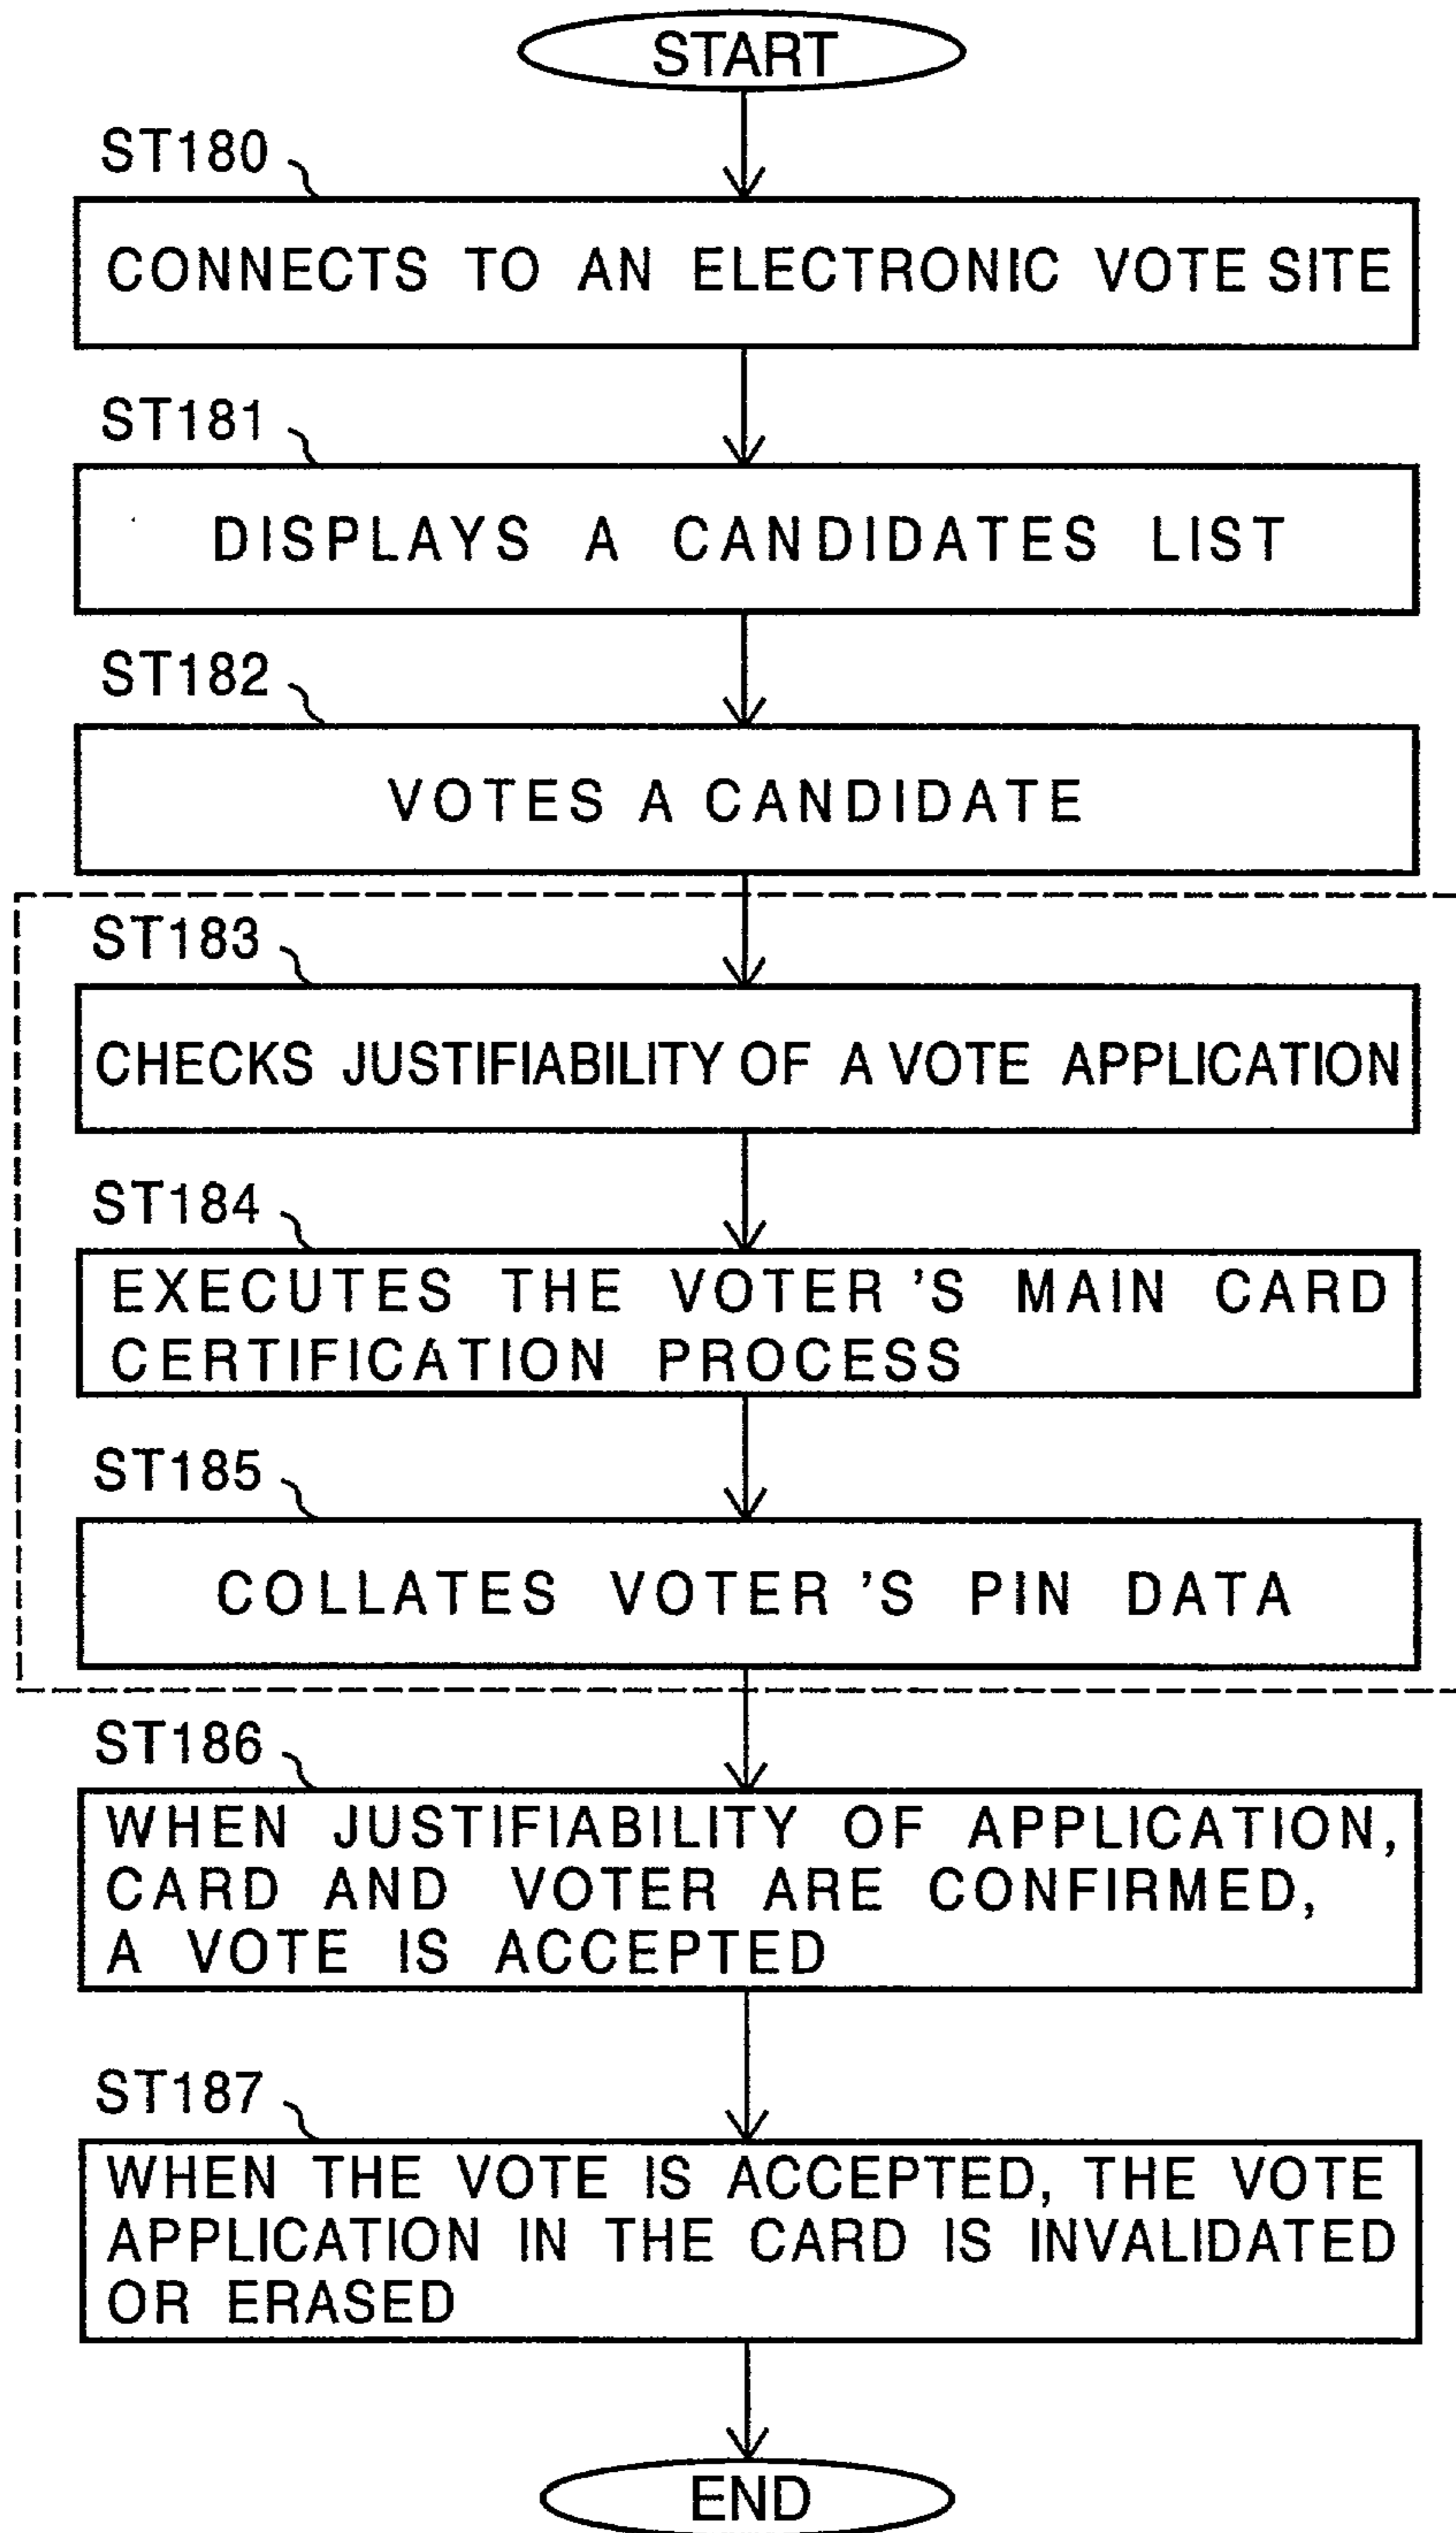 START
ST180
CONNECTS TO AN ELECTRONIC VOTE SITE
ST181
DISPLAYS A CANDIDATES LIST
ST182
VOTES A CANDIDATE
ST183
CHECKS JUSTIFIABILITY OF A VOTE APPLICATION
ST184
EXECUTES THE VOTER'S MAIN CARD
CERTIFICATION PROCESS
ST185
COLLATES VOTER'S PIN DATA
ST186
WHEN JUSTIFIABILITY OF APPLICATION,
CARD AND VOTER ARE CONFIRMED,
A VOTE IS ACCEPTED
ST187
WHEN THE VOTE IS ACCEPTED, THE VOTE
APPLICATION IN THE CARD IS INVALIDATED
OR ERASED
END